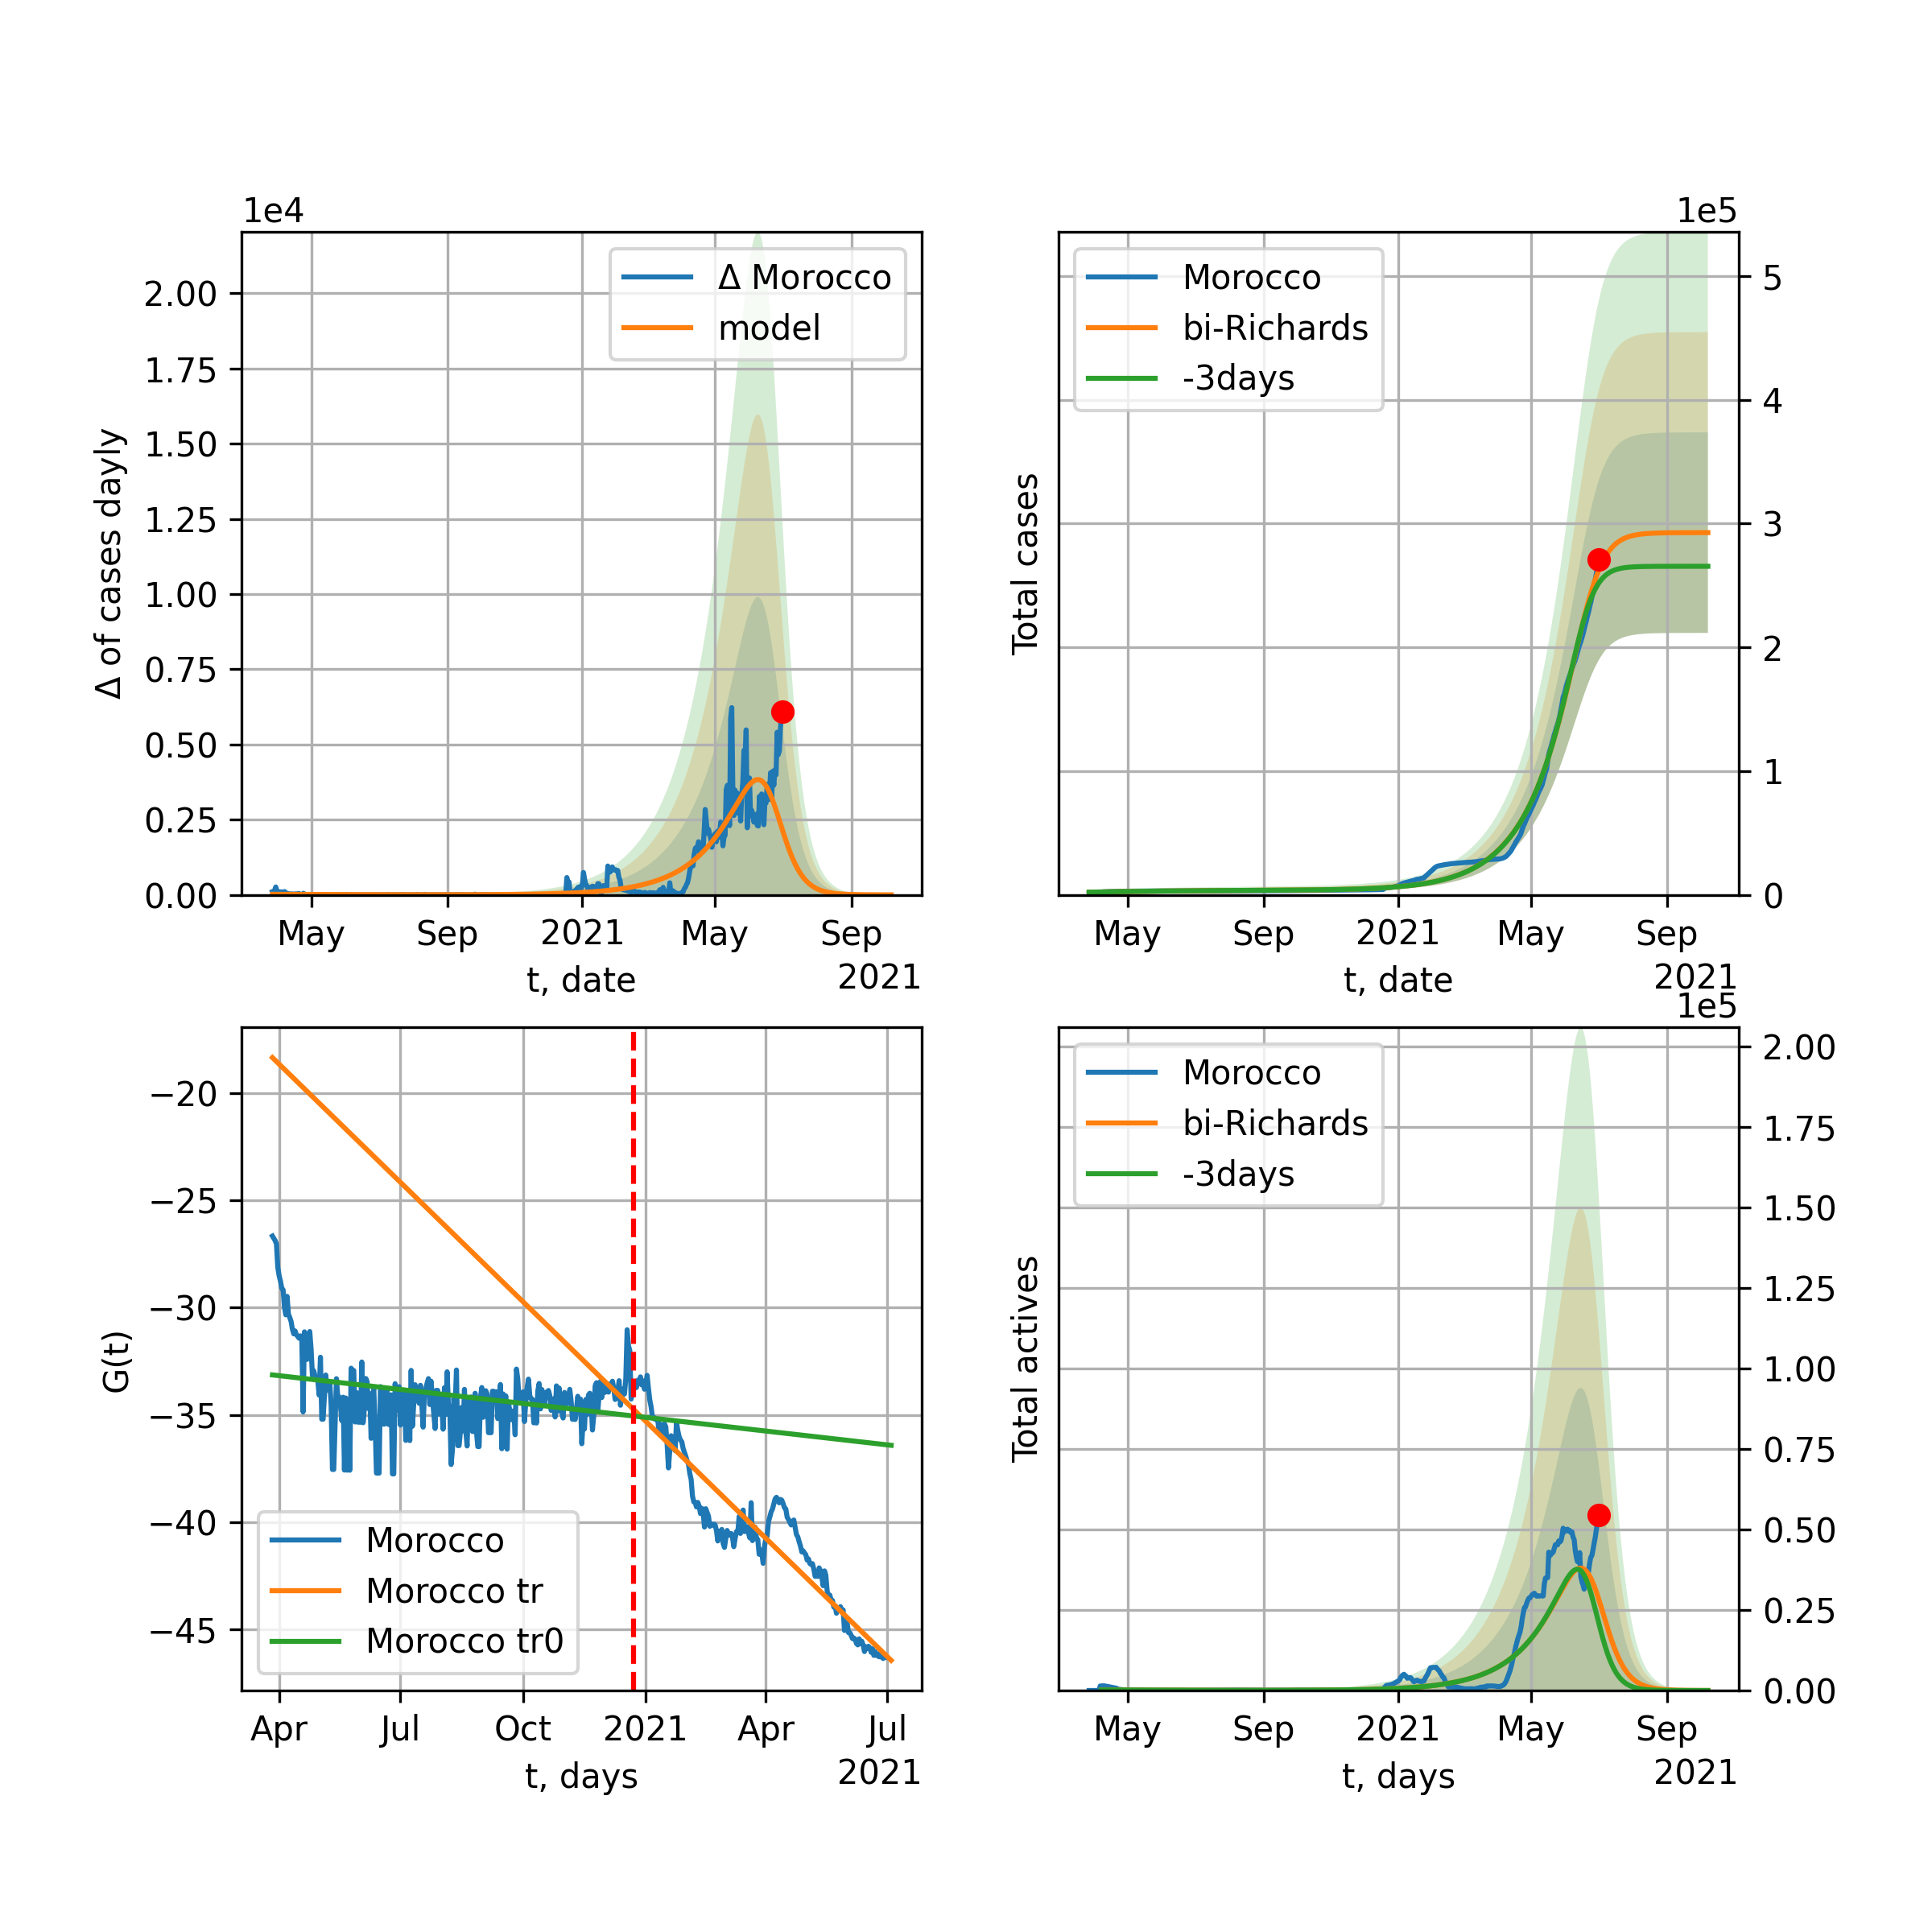 1e4
Δ of cases dayly
2.00
1.75
1.50
1.25
1.00
0.75
0.50
0.25
0.00
Δ Morocco
model
May Sep 2021 May Sep
t, date
2021
1e5
Total cases
Morocco
bi-Richards
-3days
5
4
3
2
1
0
May Sep 2021 May Sep
t, date
2021
G(t)
−20
−25
−30
−35
−40
−45
Morocco
Morocco tr
Morocco tr0
Apr Jul Oct 2021 Apr Jul
t, days
2021
1e5
Total actives
Morocco
bi-Richards
-3days
2.00
1.75
1.50
1.25
1.00
0.75
0.50
0.25
0.00
May Sep 2021 May Sep
t, days
2021